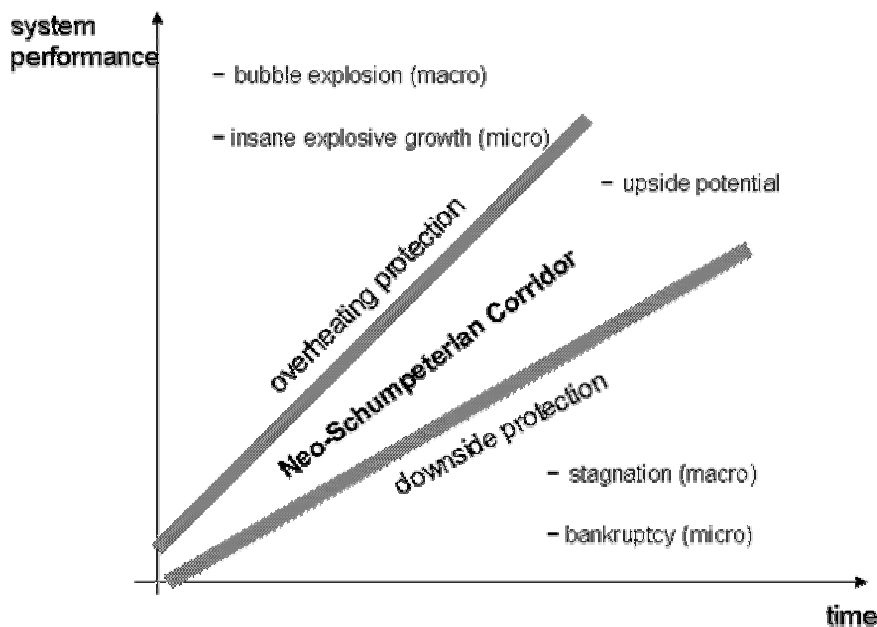 system
performance
– bubble explosion (macro)
– insane explosive growth (micro)
– upside potential
overheating protection
Neo-Schumpeterian Corridor
downside protection
– stagnation (macro)
– bankruptcy (micro)
time